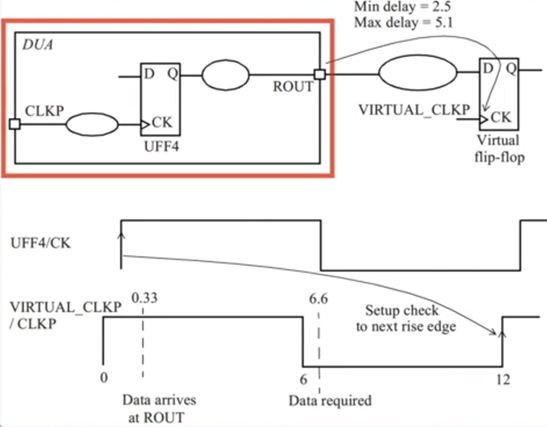 Min delay = 2.5
Max delay = 5.1
DUA
D Q
D Q
ROUT
CLKP
VIRTUAL_CLKP
CK
CK
UFF4
Virtual
flip-flop
UFF4/CK
VIRTUAL_CLKP
/ CLKP
0.33
6.6
Setup check
to next rise edge
0
6
12
Data arrives
at ROUT
Data required